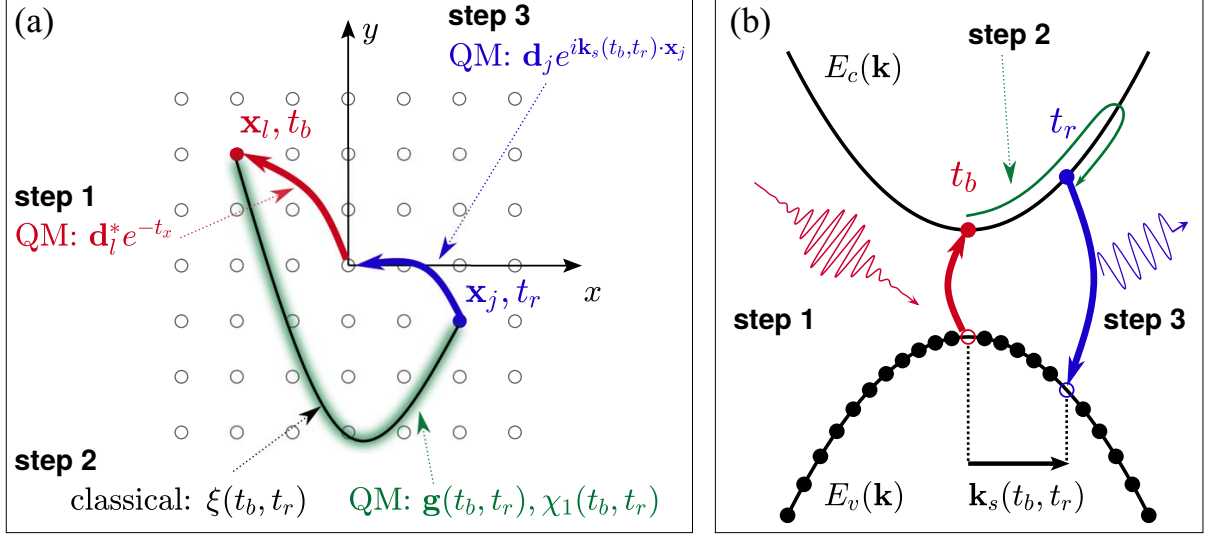 (a)
y
step 3
QM: 𝐝_j e^{i𝐤_s(t_b,t_r)·𝐱_j}
𝐱_l, t_b
step 1
QM: 𝐝_l^* e^{-t_x}
x
𝐱_j, t_r
step 2
classical: ξ(t_b, t_r)
QM: 𝐠(t_b, t_r), χ_1(t_b, t_r)
(b)
step 2
E_c(𝐤)
t_r
t_b
step 1
step 3
E_v(𝐤)
𝐤_s(t_b, t_r)